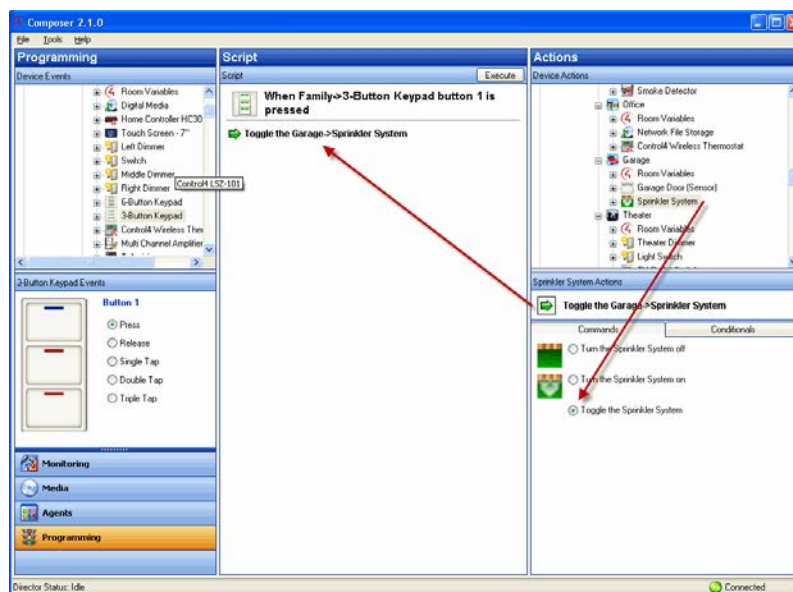 Composer 2.1.0
File Tools Help
Programming
Device Events
Room Variables
Digital Media
Home Controller HC30
Touch Screen - 7"
Left Dimmer
Switch
Middle Dimmer
Right Dimmer
Control4 LSZ-101
6-Button Keypad
3-Button Keypad
Control4 Wireless Ther
Multi Channel Amplifier
3-Button Keypad Events
Button 1
Press
Release
Single Tap
Double Tap
Triple Tap
Monitoring
Media
Agents
Programming
Director Status: Idle
Script
Script Execute
When Family->3-Button Keypad button 1 is
pressed
Toggle the Garage->Sprinkler System
Actions
Device Actions
Smoke Detector
Office
Room Variables
Network File Storage
Control4 Wireless Thermostat
Garage
Room Variables
Garage Door (Sensor)
Sprinkler System
Theater
Room Variables
Theater Dimmer
Light Switch
Sprinkler System Actions
Toggle the Garage->Sprinkler System
Commands Conditionals
Turn the Sprinkler System off
Turn the Sprinkler System on
Toggle the Sprinkler System
Connected